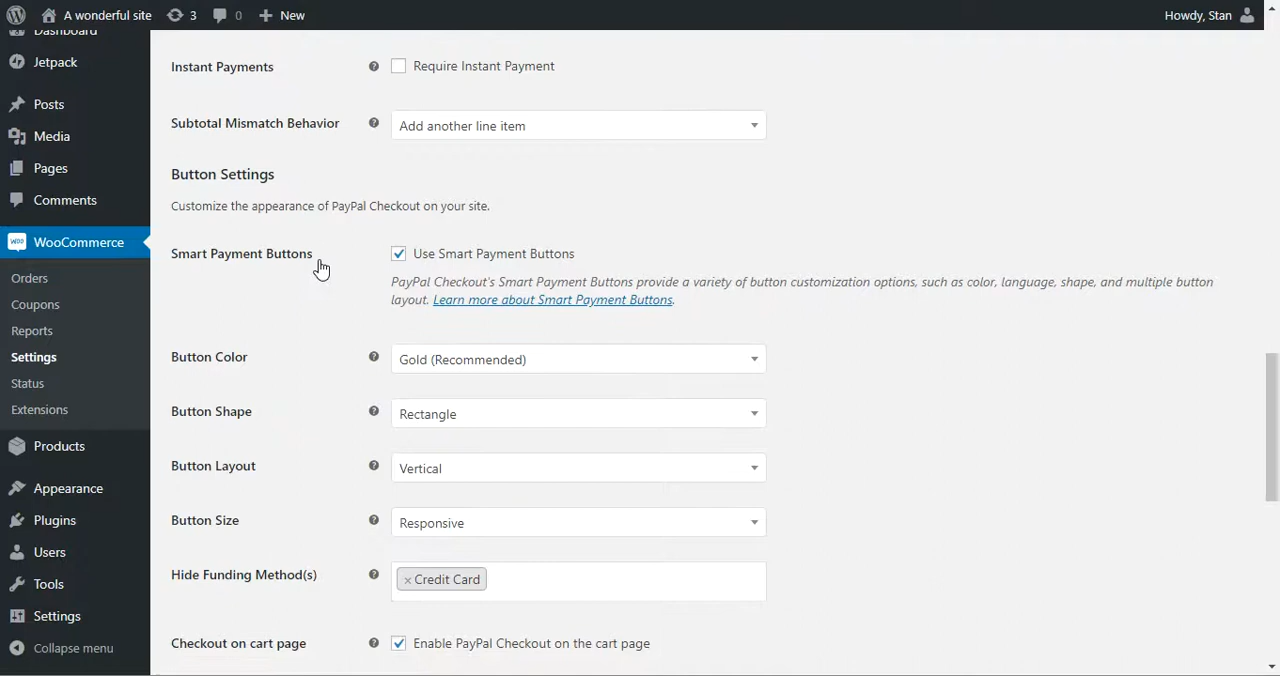 A wonderful site
3
0
New
Howdy, Stan
Dashboard
Jetpack
Posts
Media
Pages
Comments
WOO
WooCommerce
Orders
Coupons
Reports
Settings
Status
Extensions
Products
Appearance
Plugins
Users
Tools
Settings
Collapse menu
Instant Payments
Require Instant Payment
Subtotal Mismatch Behavior
Add another line item
Button Settings
Customize the appearance of PayPal Checkout on your site.
Smart Payment Buttons
Use Smart Payment Buttons
PayPal Checkout's Smart Payment Buttons provide a variety of button customization options, such as color, language, shape, and multiple button
layout. Learn more about Smart Payment Buttons.
Button Color
Gold (Recommended)
Button Shape
Rectangle
Button Layout
Vertical
Button Size
Responsive
Hide Funding Method(s)
× Credit Card
Checkout on cart page
Enable PayPal Checkout on the cart page